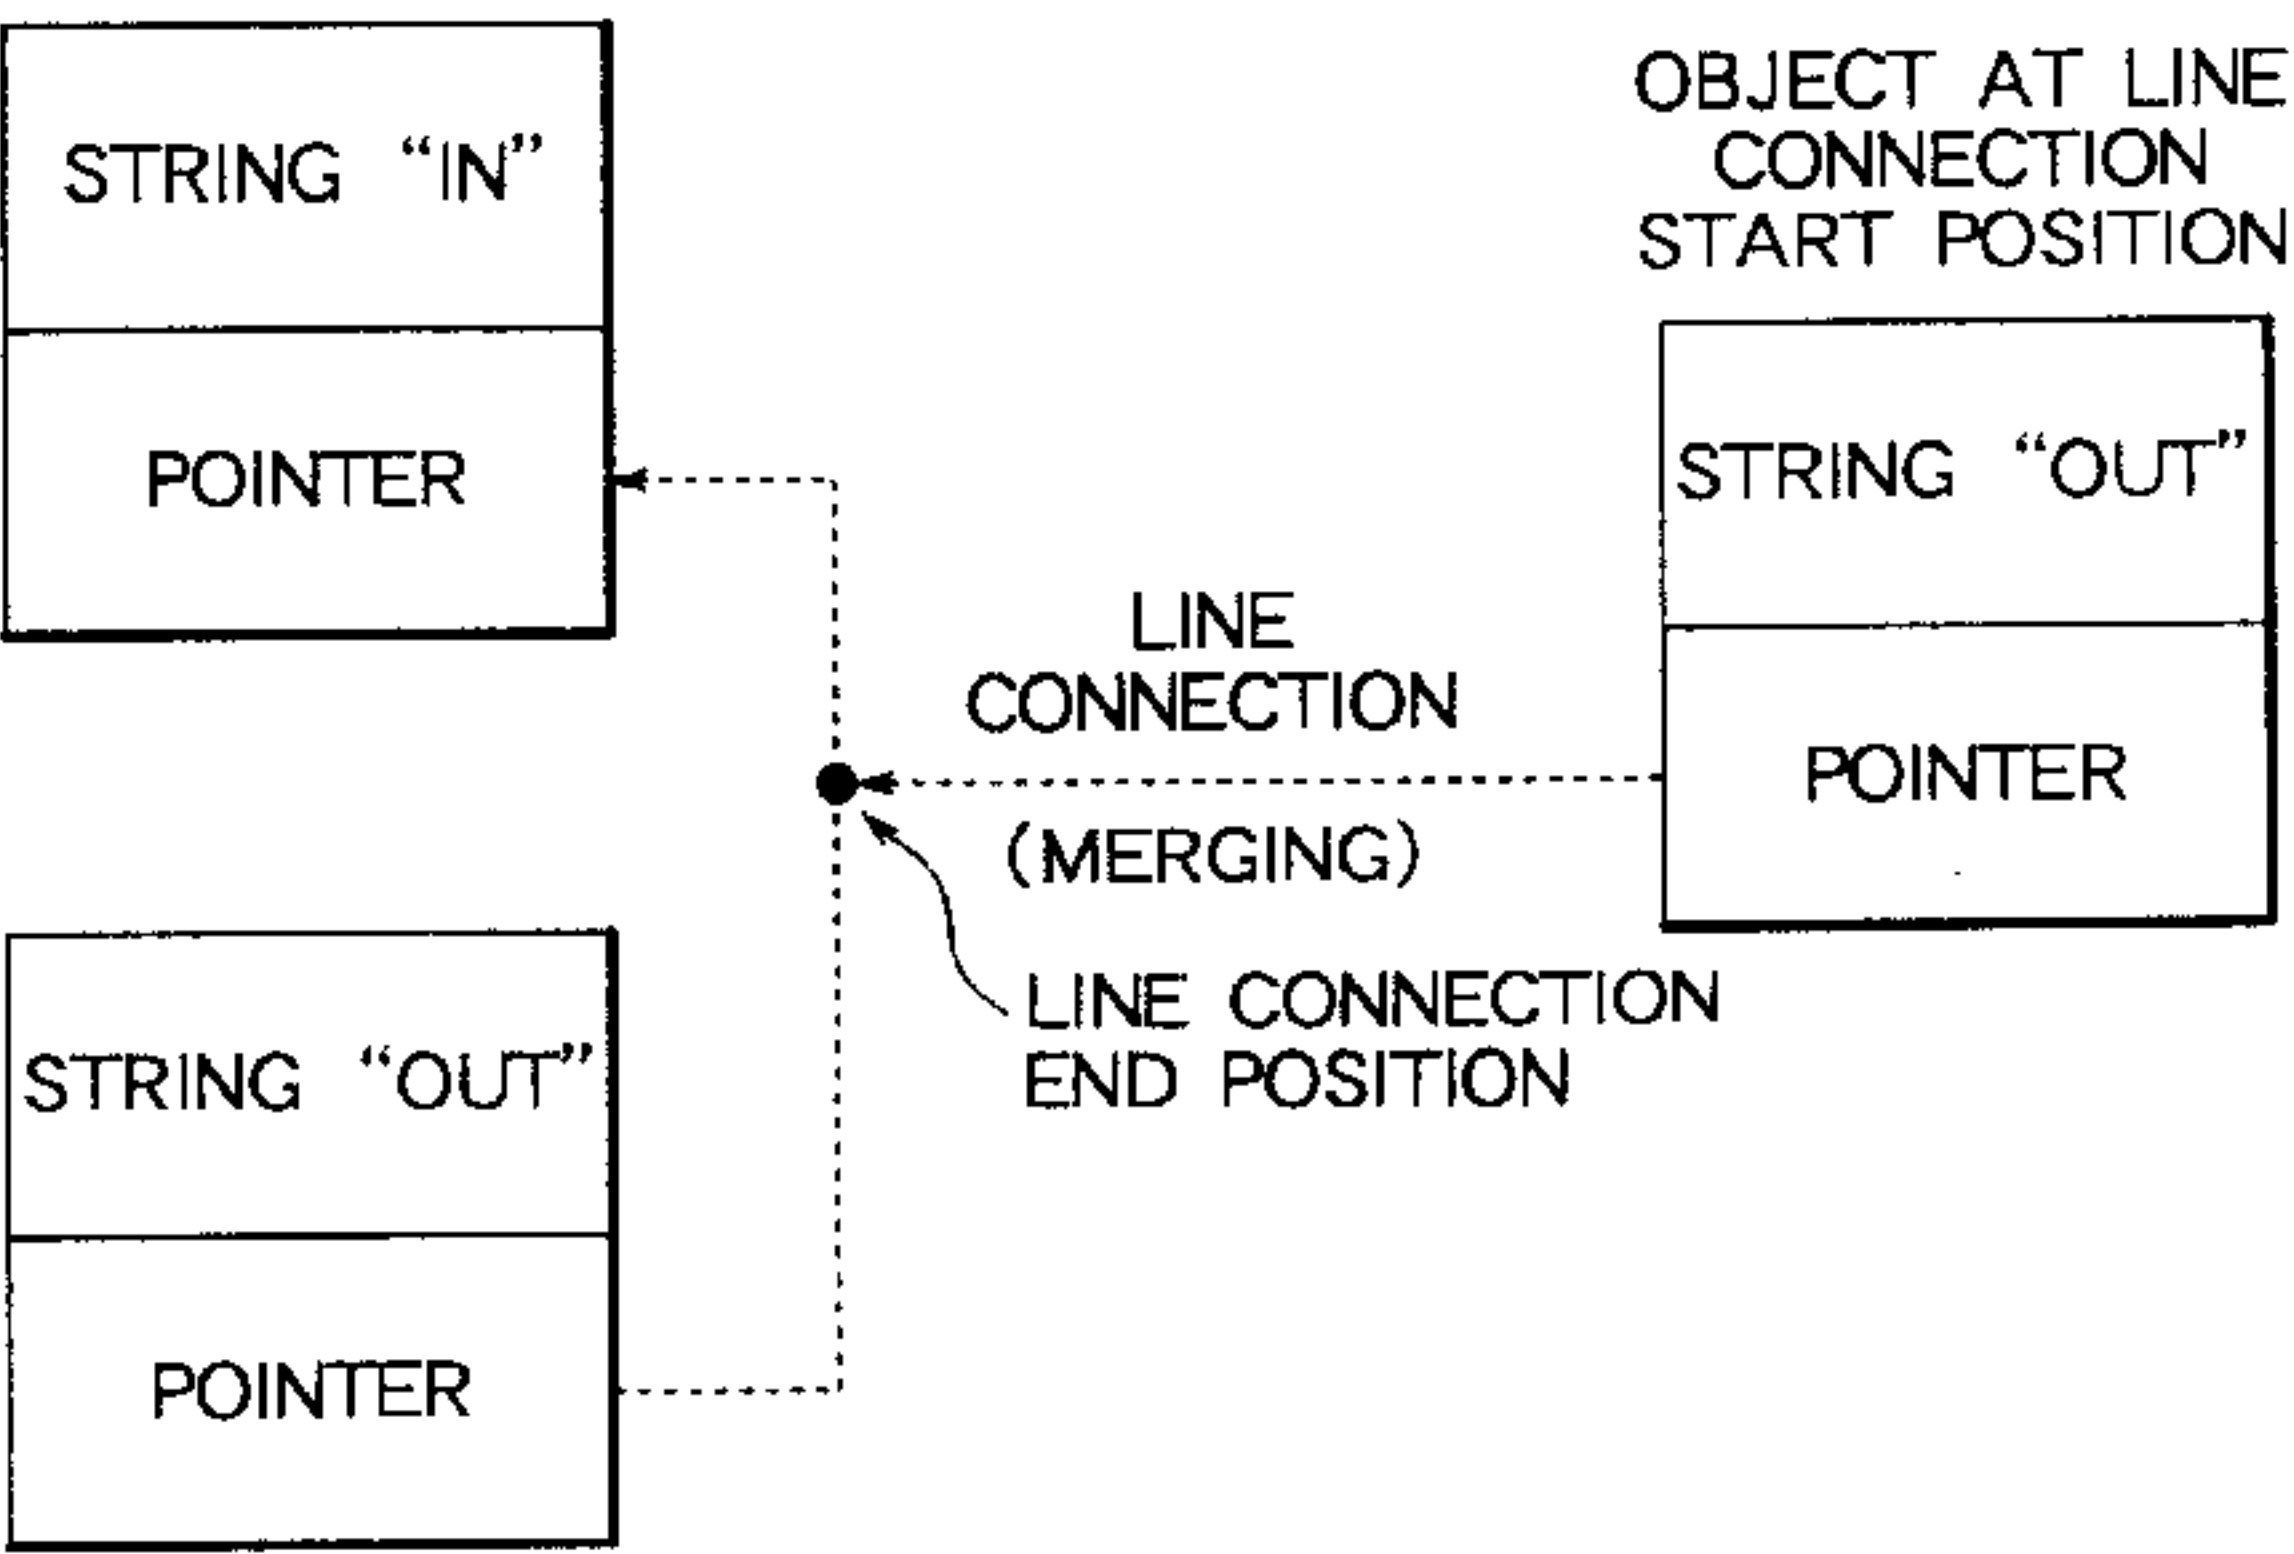 STRING “IN”
POINTER
OBJECT AT LINE
CONNECTION
START POSITION
STRING “OUT”
POINTER
LINE
CONNECTION
(MERGING)
LINE CONNECTION
END POSITION
STRING “OUT”
POINTER